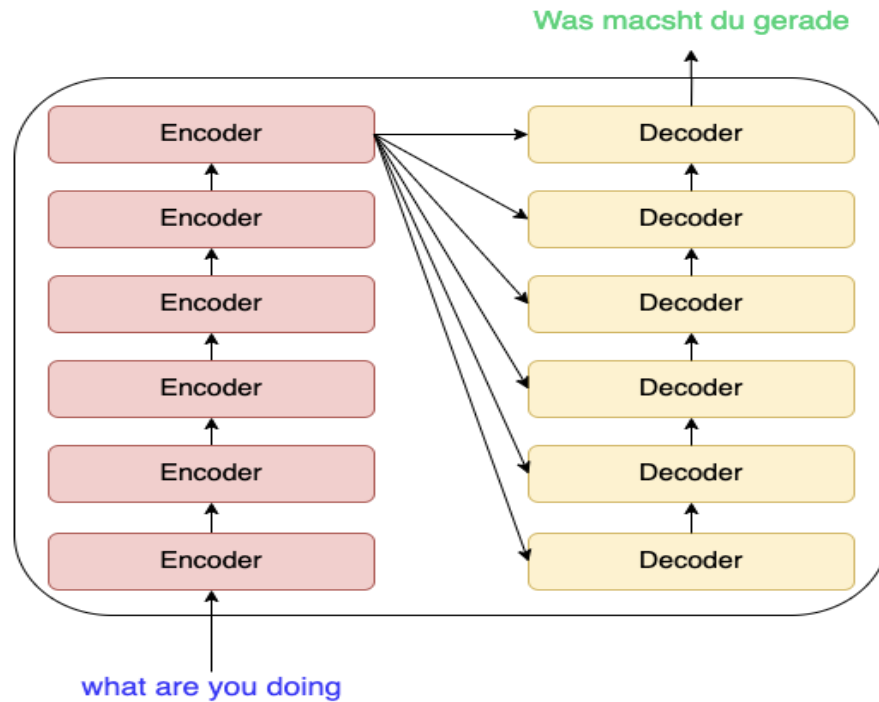 Was macsht du gerade
Encoder
Decoder
Encoder
Decoder
Encoder
Decoder
Encoder
Decoder
Encoder
Decoder
Encoder
Decoder
what are you doing